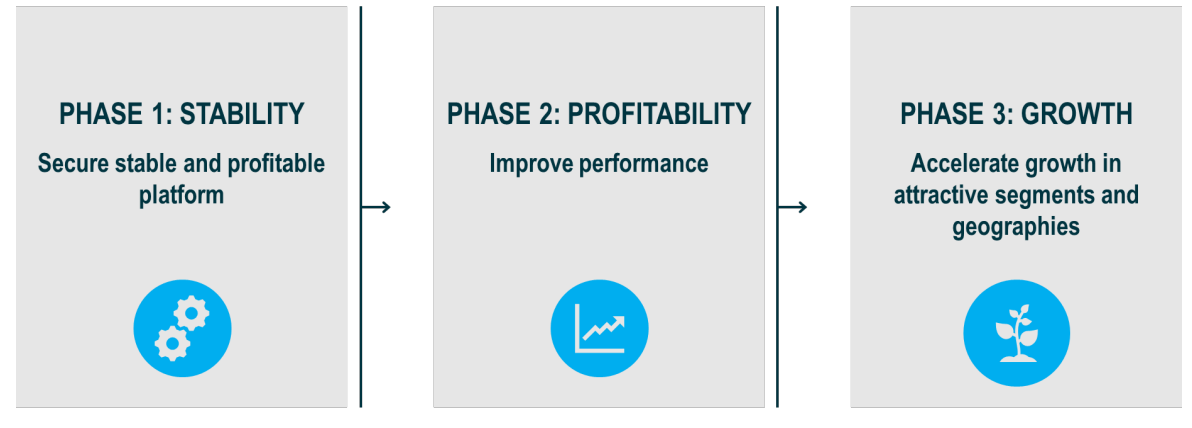 PHASE 1: STABILITY
Secure stable and profitable
platform
PHASE 2: PROFITABILITY
Improve performance
PHASE 3: GROWTH
Accelerate growth in
attractive segments and
geographies